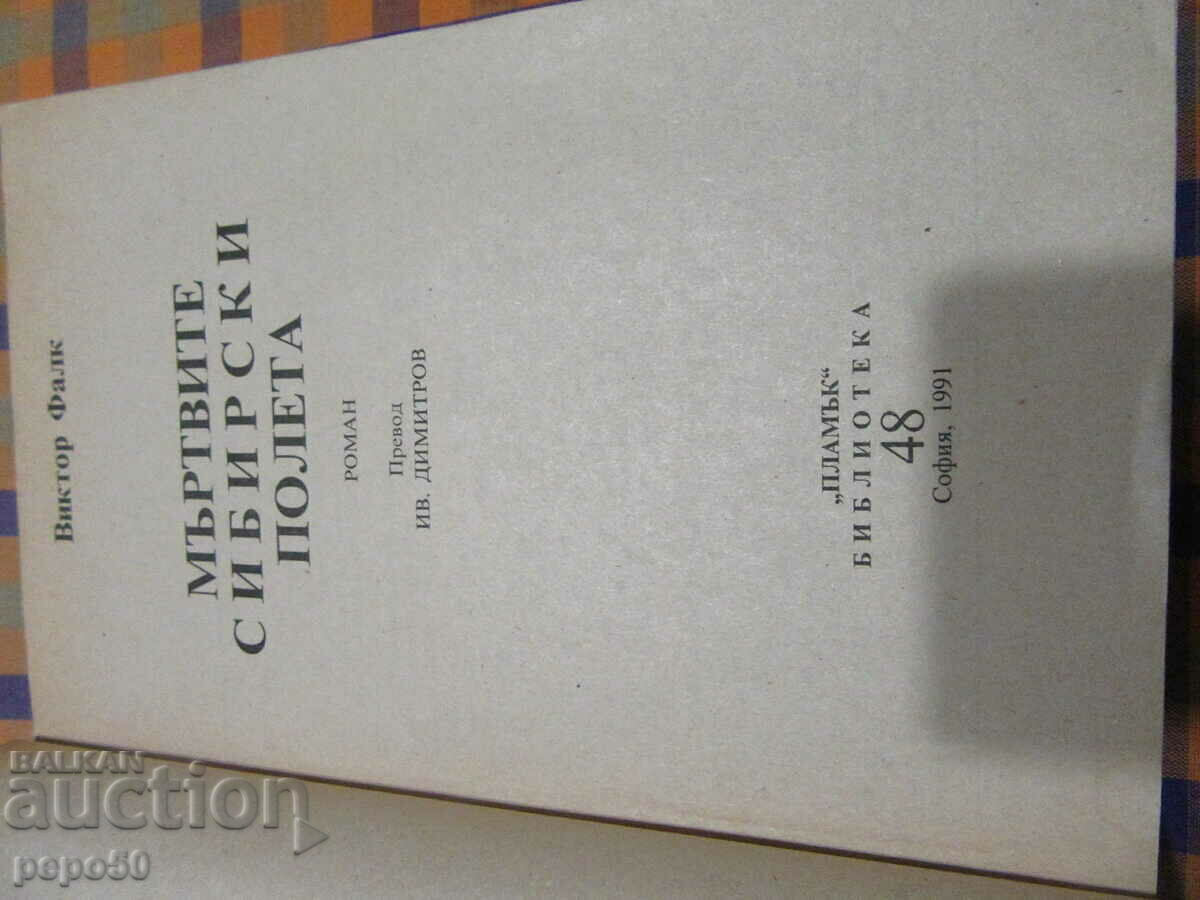 Виктор Фалк
МЪРТВИТЕ
СИБИРСКИ
ПОЛЕТА
РОМАН
Превод
ИВ. ДИМИТРОВ
„ПЛАМЪК“
БИБЛИОТЕКА
48
София, 1991
BALKAN
auction
pepo50